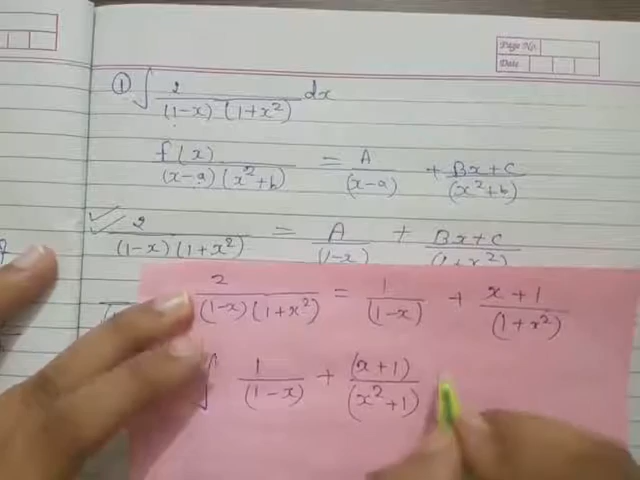 Page No.
Date
① ∫ 2/((1-x) (1+x²)) dx
f(x)/((x-a)(x²+b)) = A/(x-a) + (Bx+C)/(x²+b)
2/((1-x)(1+x²)) = A/(1-x) + (Bx+C)/(1+x²)
2/((1-x)(1+x²)) = 1/(1-x) + (x+1)/(1+x²)
∫ 1/(1-x) + (x+1)/(x²+1)